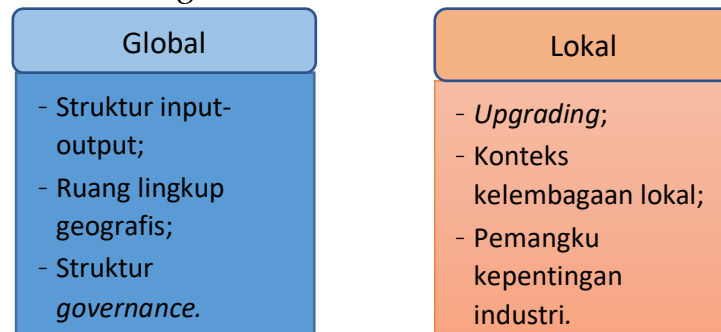 Global
- Struktur input-
output;
- Ruang lingkup
geografis;
- Struktur
governance.
Lokal
- Upgrading;
- Konteks
kelembagaan lokal;
- Pemangku
kepentingan
industri.